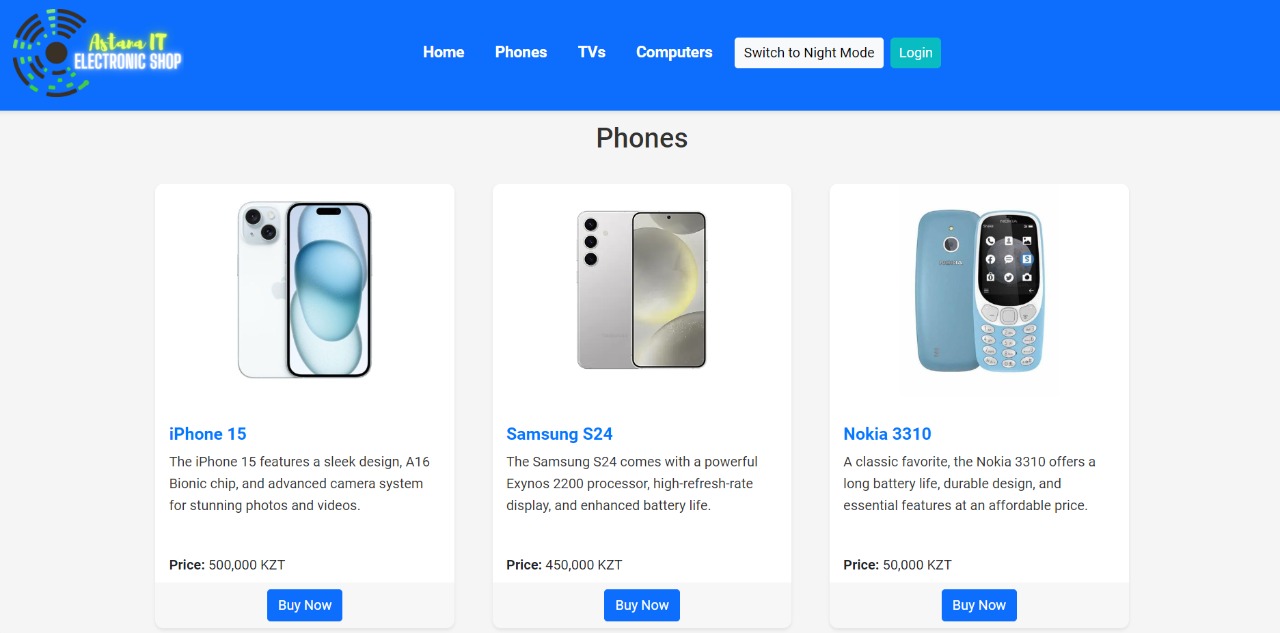 Astana IT
ELECTRONIC SHOP
Home Phones TVs Computers Switch to Night Mode Login
Phones
iPhone 15
The iPhone 15 features a sleek design, A16
Bionic chip, and advanced camera system
for stunning photos and videos.
Price: 500,000 KZT
Buy Now
Samsung S24
The Samsung S24 comes with a powerful
Exynos 2200 processor, high-refresh-rate
display, and enhanced battery life.
Price: 450,000 KZT
Buy Now
Nokia 3310
A classic favorite, the Nokia 3310 offers a
long battery life, durable design, and
essential features at an affordable price.
Price: 50,000 KZT
Buy Now